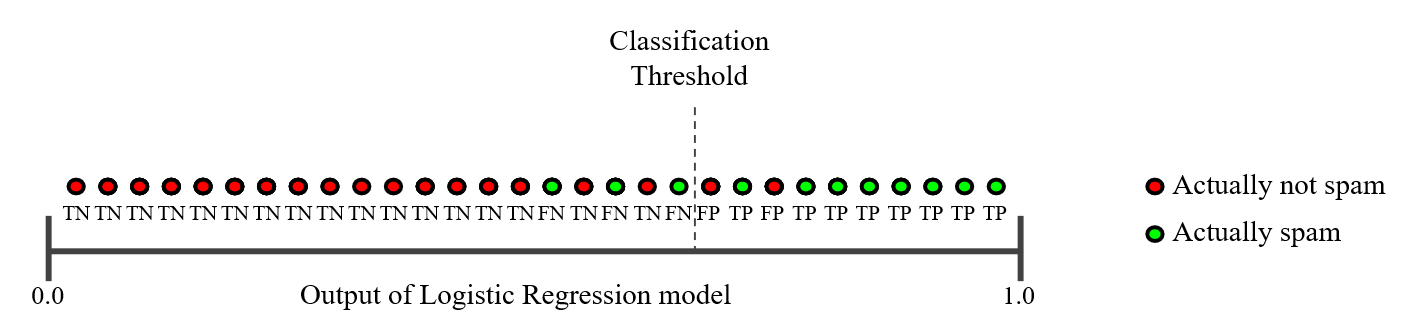 Classification
Threshold
TN TN TN TN TN TN TN TN TN TN TN TN TN TN TN FN TN FN TN FN FP TP FP TP TP TP TP TP TP TP
0.0
Output of Logistic Regression model
1.0
Actually not spam
Actually spam